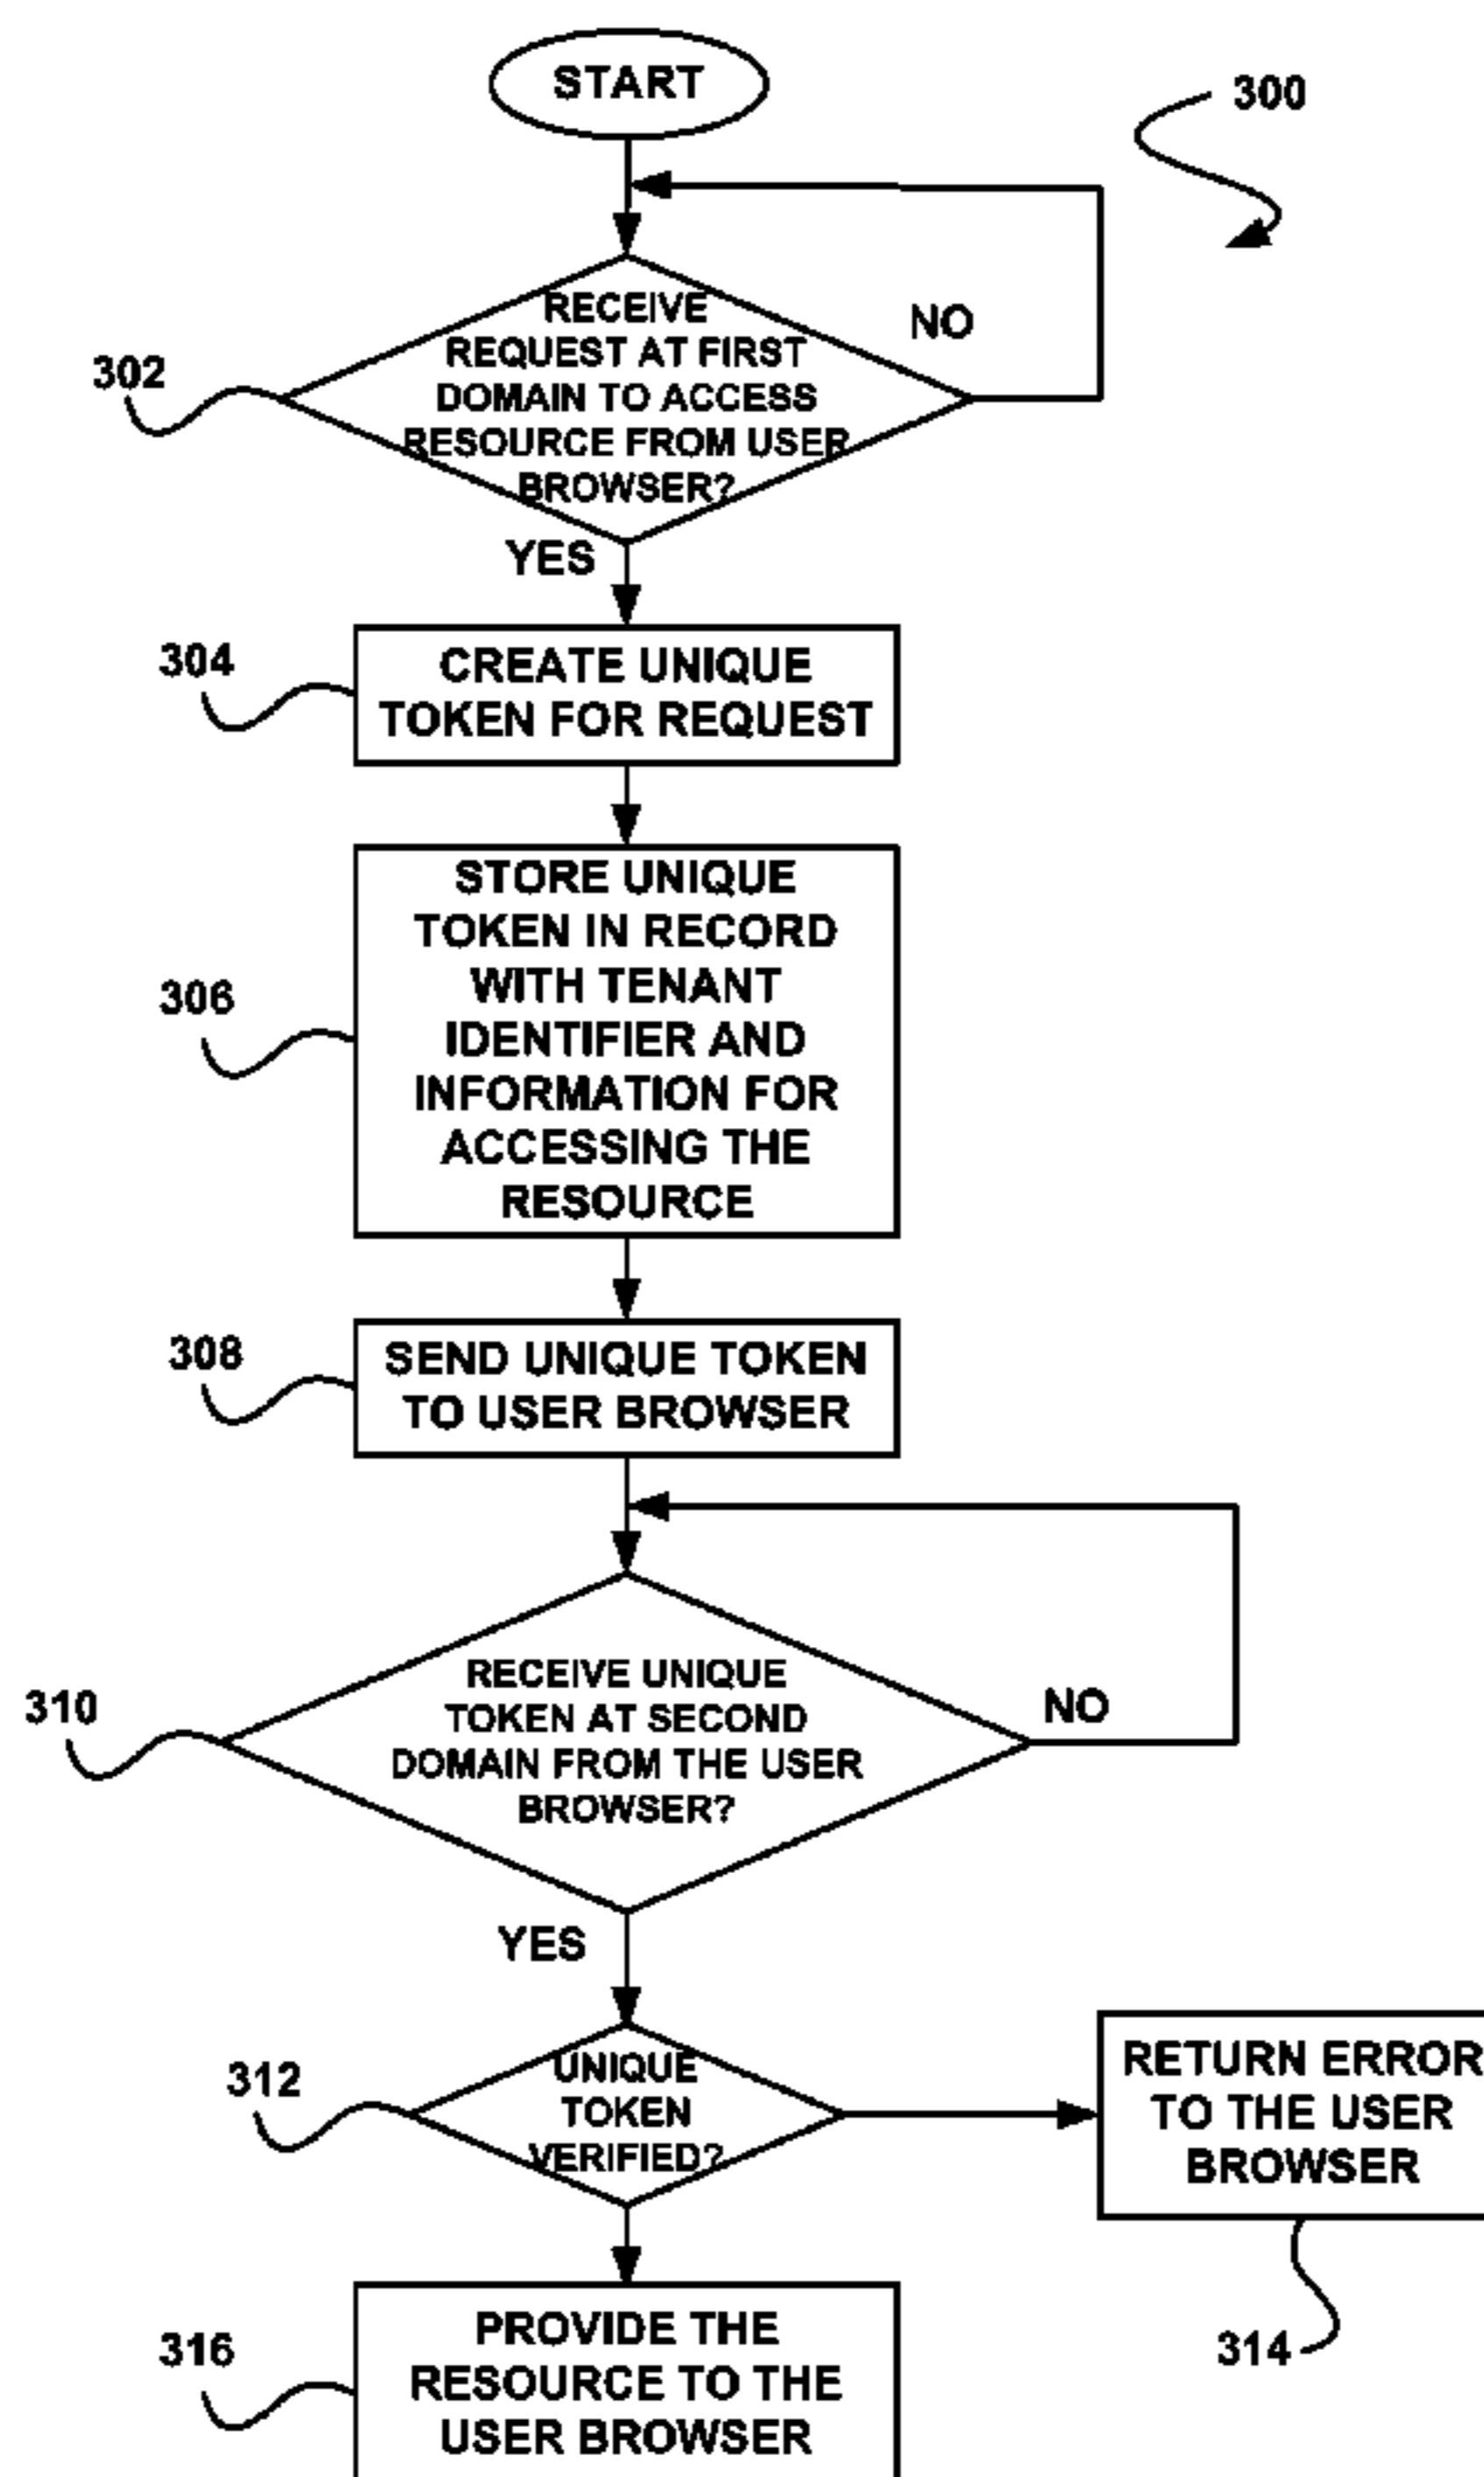 START
300
RECEIVE
REQUEST AT FIRST
DOMAIN TO ACCESS
RESOURCE FROM USER
BROWSER?
NO
302
YES
304
CREATE UNIQUE
TOKEN FOR REQUEST
306
STORE UNIQUE
TOKEN IN RECORD
WITH TENANT
IDENTIFIER AND
INFORMATION FOR
ACCESSING THE
RESOURCE
308
SEND UNIQUE TOKEN
TO USER BROWSER
310
RECEIVE UNIQUE
TOKEN AT SECOND
DOMAIN FROM THE USER
BROWSER?
NO
YES
312
UNIQUE
TOKEN
VERIFIED?
RETURN ERROR
TO THE USER
BROWSER
314
316
PROVIDE THE
RESOURCE TO THE
USER BROWSER